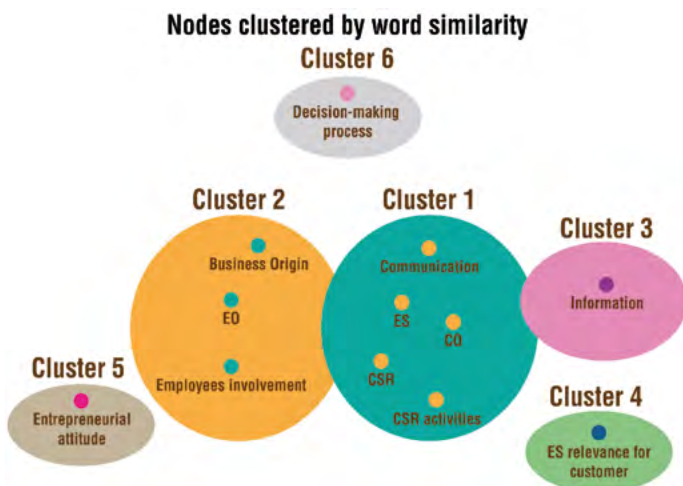 Nodes clustered by word similarity
Cluster 6
Decision-making
process
Cluster 2
Cluster 1
Cluster 3
Business Origin
Communication
Information
EO
ES
CO
CSR
Employees involvement
CSR activities
Cluster 5
Entrepreneurial
attitude
Cluster 4
ES relevance for
customer